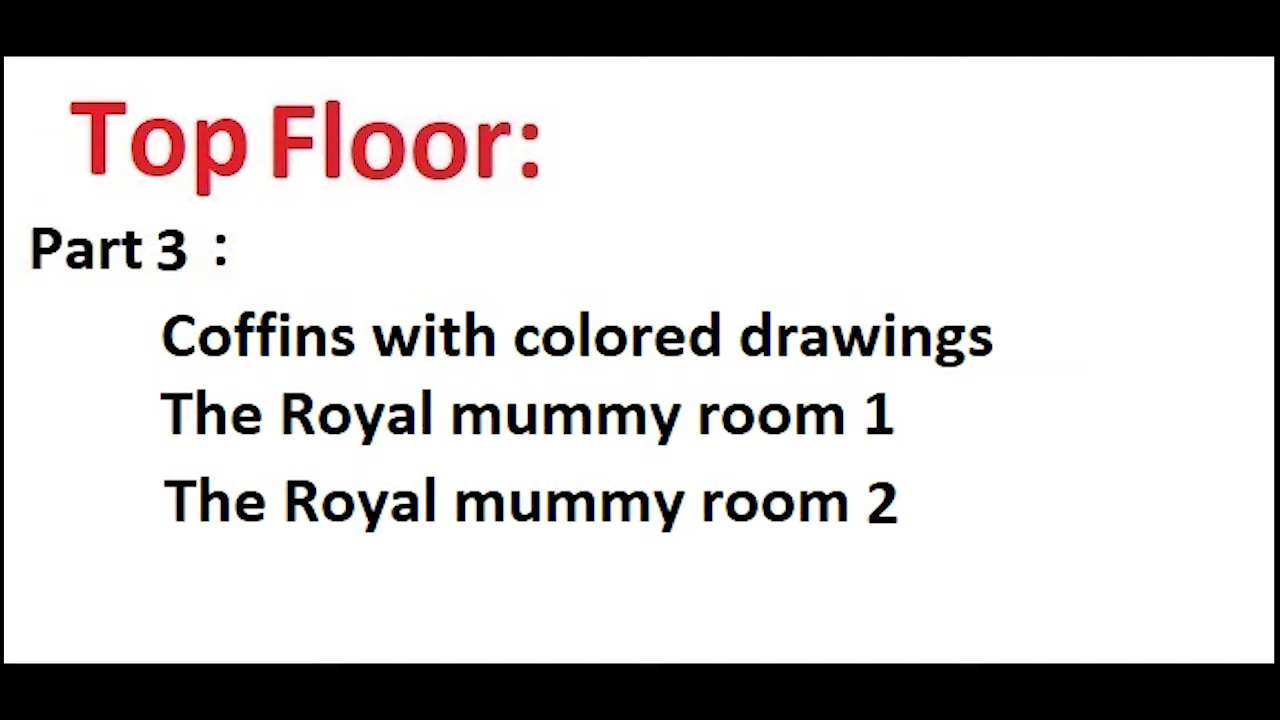 Top Floor:
Part 3 :
Coffins with colored drawings
The Royal mummy room 1
The Royal mummy room 2